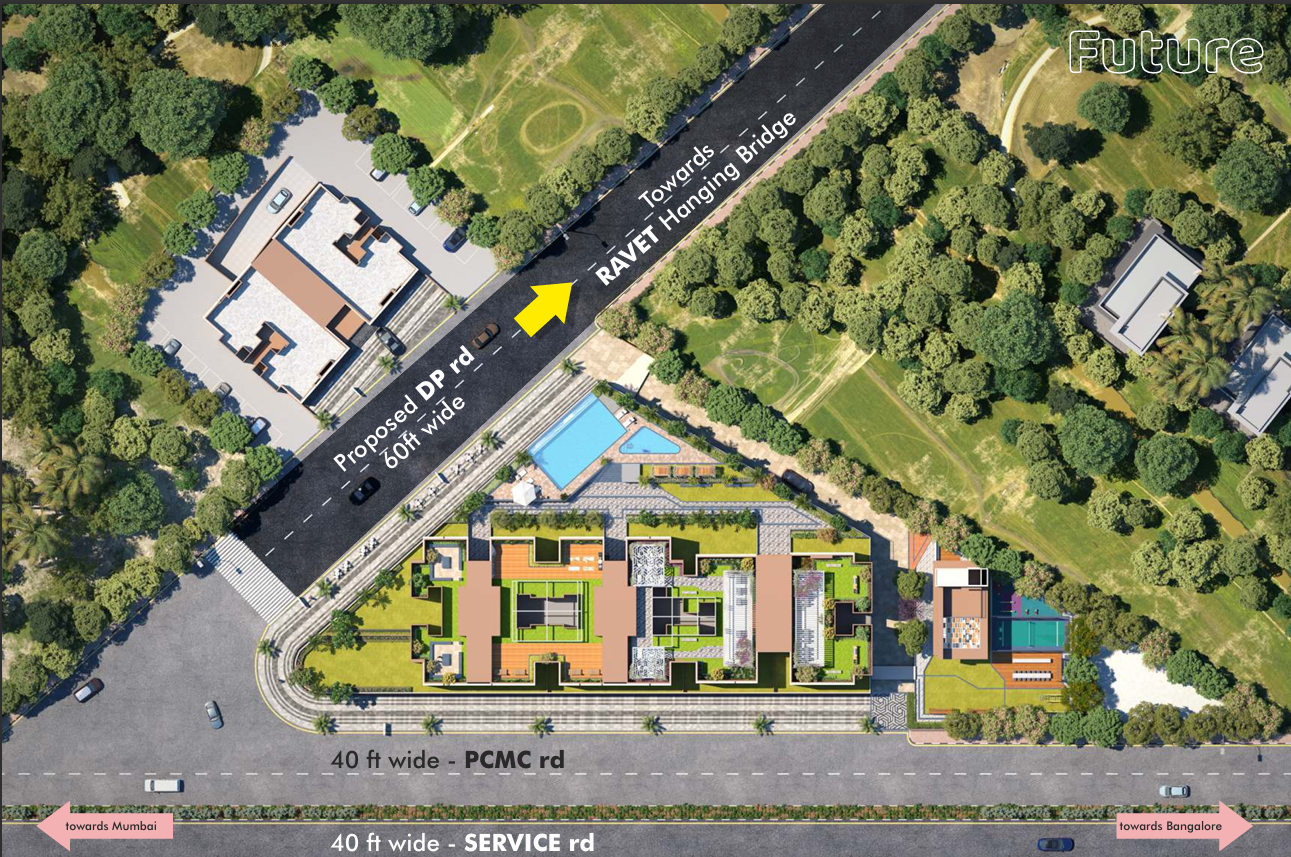 Future
Towards
RAVET Hanging Bridge
Proposed DP rd
60ft wide
40 ft wide - PCMC rd
towards Mumbai
towards Bangalore
40 ft wide - SERVICE rd